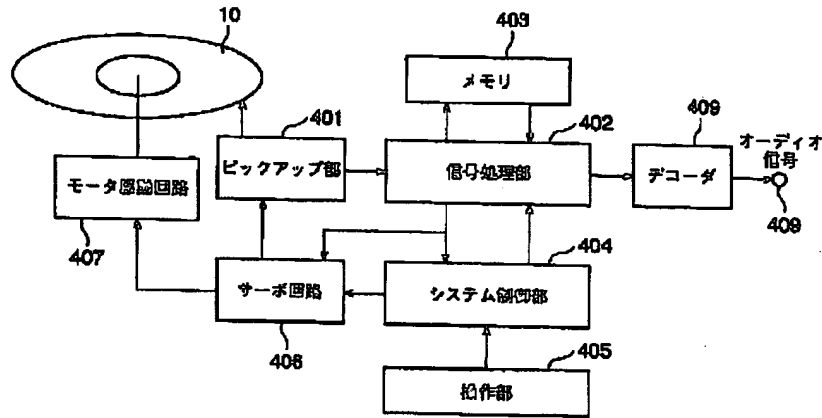 10
403
メモリ
401
402
409
オーディオ
信号
ピックアップ部
信号処理部
デコーダ
モータ駆動回路
409
407
404
サーボ回路
システム制御部
406
405
操作部